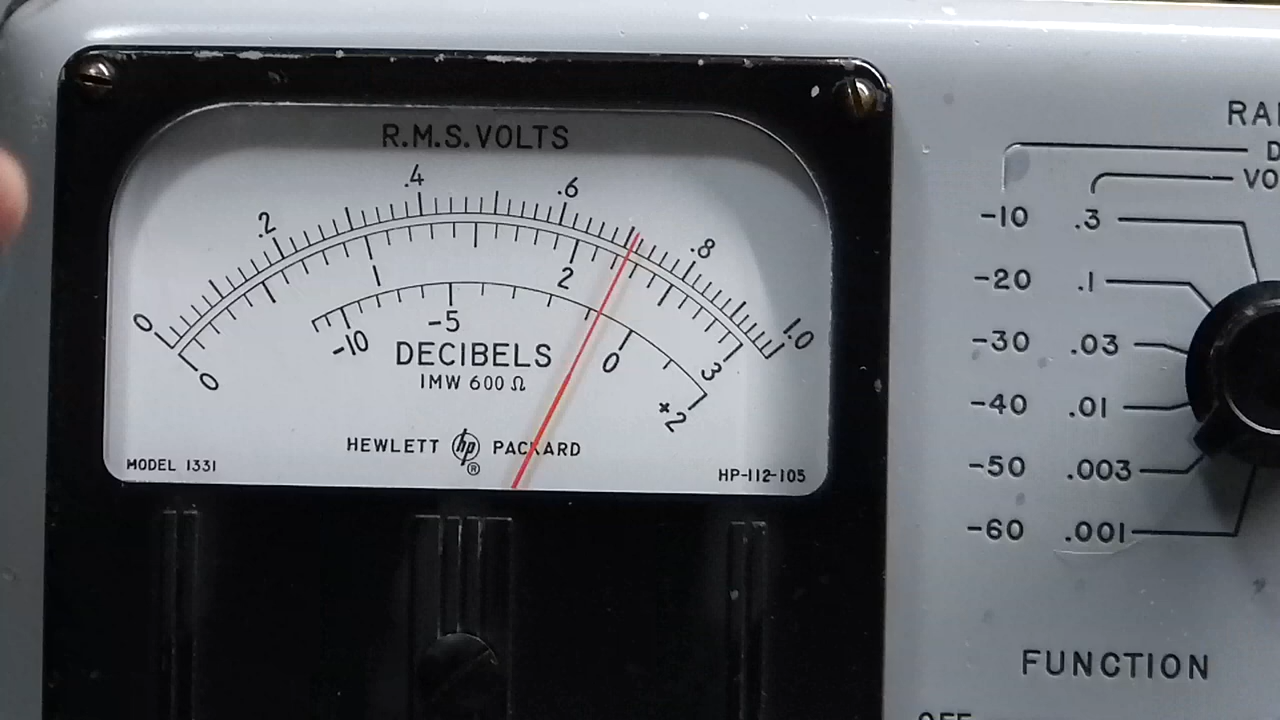 R.M.S. VOLTS
0 .2 .4 .6 .8 1.0
0 1 2 3
-10 -5 0 +2
DECIBELS
1MW 600 Ω
HEWLETT hp PACKARD
®
MODEL 1331
HP-112-105
-10 .3
-20 .1
-30 .03
-40 .01
-50 .003
-60 .001
FUNCTION